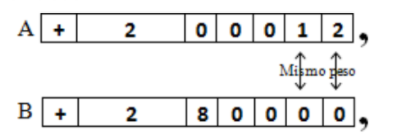 A + 2 0 0 0 1 2 ,
Mismo peso
B + 2 8 0 0 0 0 ,